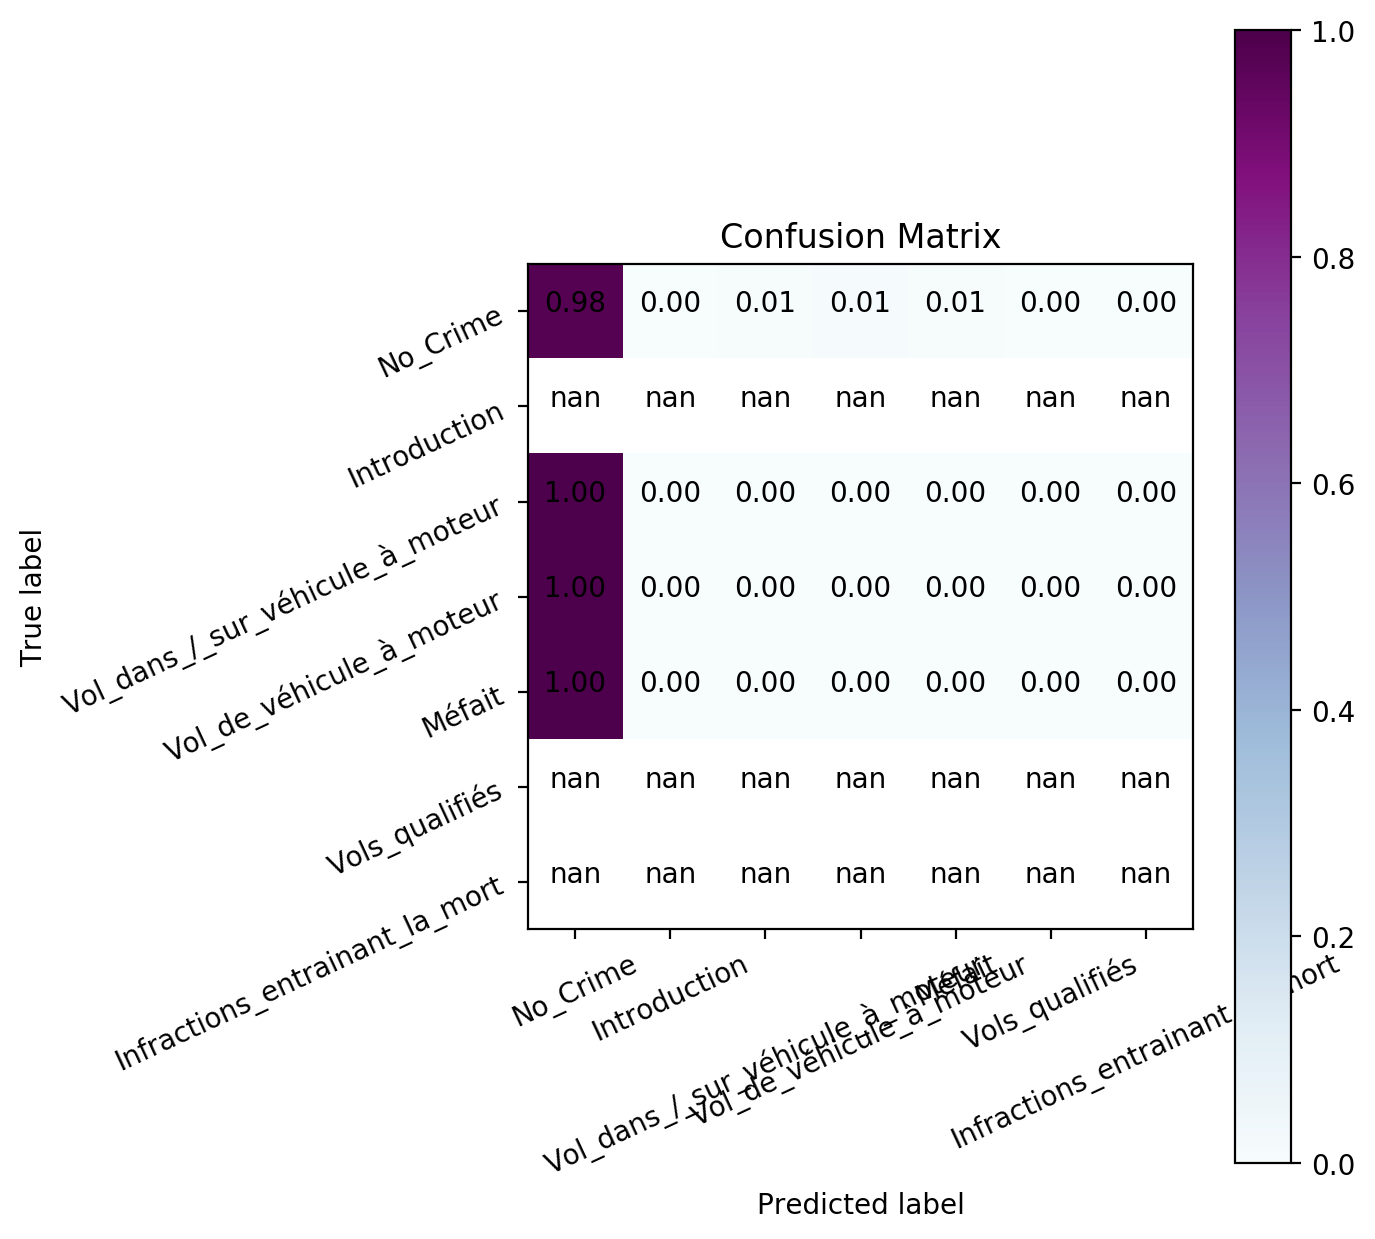 Confusion Matrix
True label
No_Crime 0.98 0.00 0.01 0.01 0.01 0.00 0.00
Introduction nan nan nan nan nan nan nan
Vol_dans_/_sur_véhicule_à_moteur 1.00 0.00 0.00 0.00 0.00 0.00 0.00
Vol_de_véhicule_à_moteur 1.00 0.00 0.00 0.00 0.00 0.00 0.00
Méfait 1.00 0.00 0.00 0.00 0.00 0.00 0.00
Vols_qualifiés nan nan nan nan nan nan nan
Infractions_entrainant_la_mort nan nan nan nan nan nan nan
No_Crime
Introduction
Vol_dans_/_sur_véhicule_à_moteur
Vol_de_véhicule_à_moteur
Méfait
Vols_qualifiés
Infractions_entrainant
Predicted label
1.0
0.8
0.6
0.4
0.2
0.0